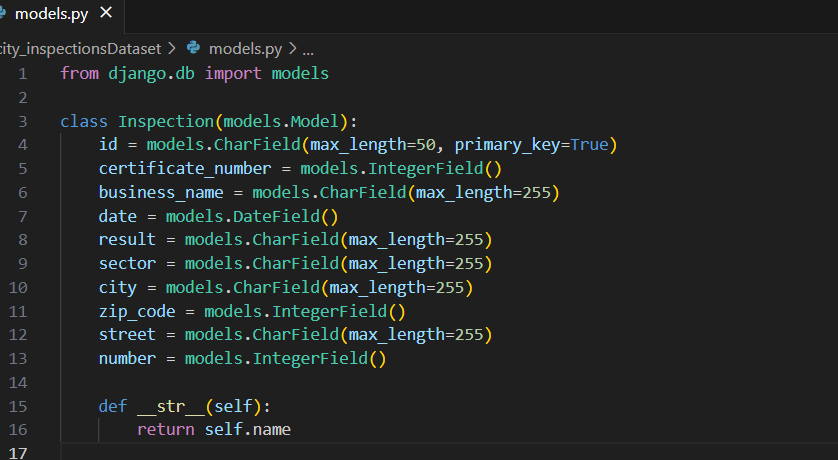 models.py ×
city_inspectionsDataset > models.py > ...
1 from django.db import models
2
3 class Inspection(models.Model):
4 id = models.CharField(max_length=50, primary_key=True)
5 certificate_number = models.IntegerField()
6 business_name = models.CharField(max_length=255)
7 date = models.DateField()
8 result = models.CharField(max_length=255)
9 sector = models.CharField(max_length=255)
10 city = models.CharField(max_length=255)
11 zip_code = models.IntegerField()
12 street = models.CharField(max_length=255)
13 number = models.IntegerField()
14
15 def __str__(self):
16 return self.name
17